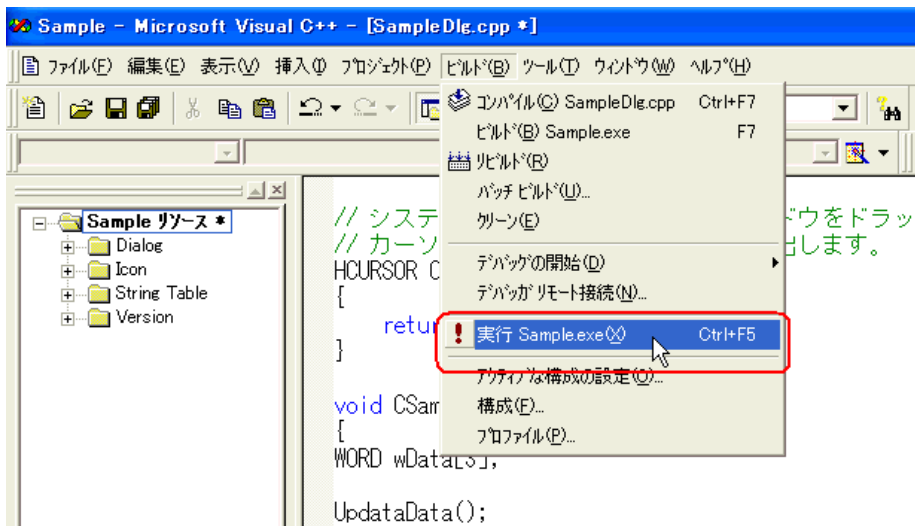 Sample - Microsoft Visual C++ - [SampleDlg.cpp *]
ﾌｧｲﾙ(F) 編集(E) 表示(V) 挿入(I) ﾌﾟﾛｼﾞｪｸﾄ(P) ﾋﾞﾙﾄﾞ(B) ﾂｰﾙ(T) ｳｨﾝﾄﾞｳ(W) ﾍﾙﾌﾟ(H)
ｺﾝﾊﾟｲﾙ(C) SampleDlg.cpp Ctrl+F7
ﾋﾞﾙﾄﾞ(B) Sample.exe F7
ﾘﾋﾞﾙﾄﾞ(R)
ﾊﾞｯﾁ ﾋﾞﾙﾄﾞ(U)...
ｸﾘｰﾝ(E)
ﾃﾞﾊﾞｯｸﾞの開始(D)
ﾃﾞﾊﾞｯｶﾞ ﾘﾓｰﾄ接続(N)...
実行 Sample.exe(X) Ctrl+F5
ｱｸﾃｨﾌﾞな構成の設定(O)...
構成(F)...
ﾌﾟﾛﾌｧｲﾙ(P)...
Sample ﾘｿｰｽ *
Dialog
Icon
String Table
Version
// システ ウをドラッ
// カーソ 出します。
HCURSOR C
{
retur
}
void CSam
{
WORD wData[3],
UpdataData();